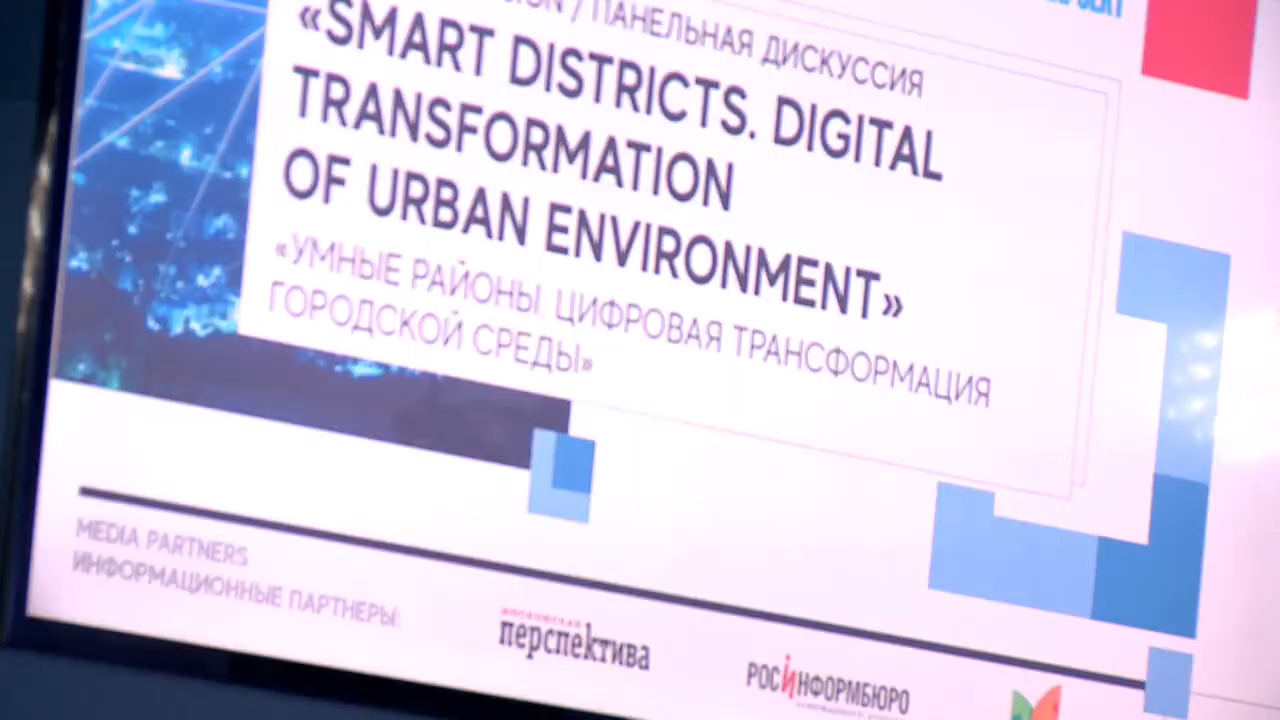 / ПАНЕЛЬНАЯ ДИСКУССИЯ
«SMART DISTRICTS. DIGITAL
TRANSFORMATION
OF URBAN ENVIRONMENT»
«УМНЫЕ РАЙОНЫ. ЦИФРОВАЯ ТРАНСФОРМАЦИЯ
ГОРОДСКОЙ СРЕДЫ»
MEDIA PARTNERS
ИНФОРМАЦИОННЫЕ ПАРТНЕРЫ:
МОСКОВСКАЯ
перспектива
РОСИНФОРМБЮРО